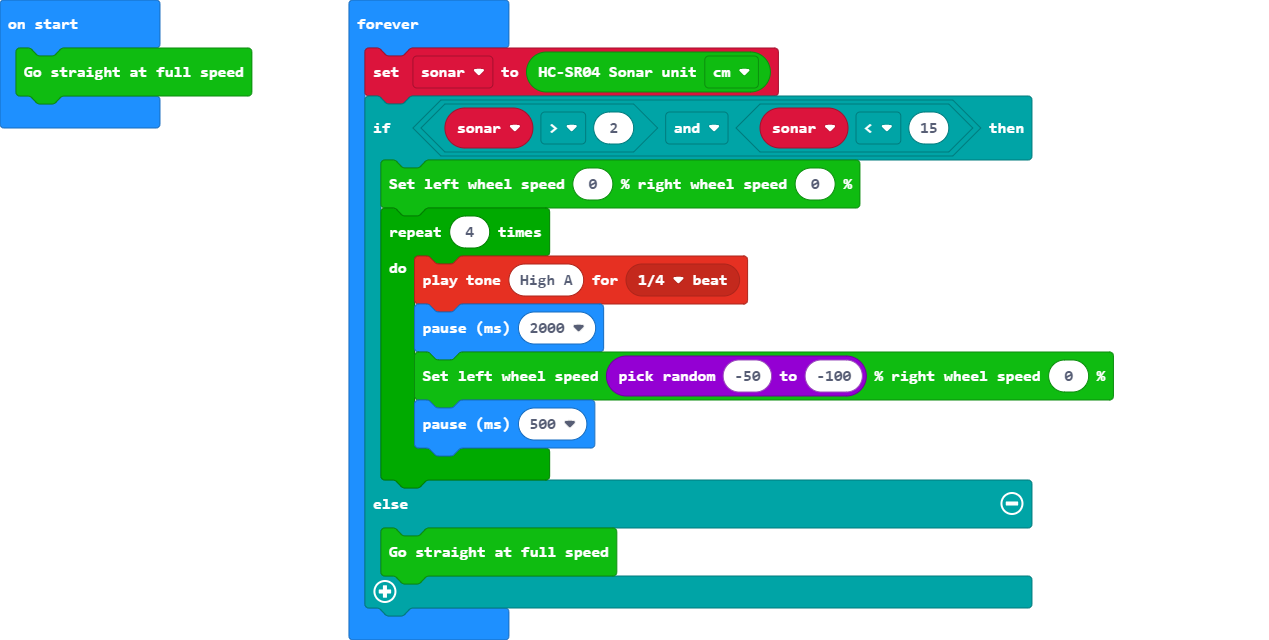 on start
Go straight at full speed
forever
set sonar to HC-SR04 Sonar unit cm
if sonar > 2 and sonar < 15 then
Set left wheel speed 0 % right wheel speed 0 %
repeat 4 times
do
play tone High A for 1/4 beat
pause (ms) 2000
Set left wheel speed pick random -50 to -100 % right wheel speed 0 %
pause (ms) 500
else
Go straight at full speed